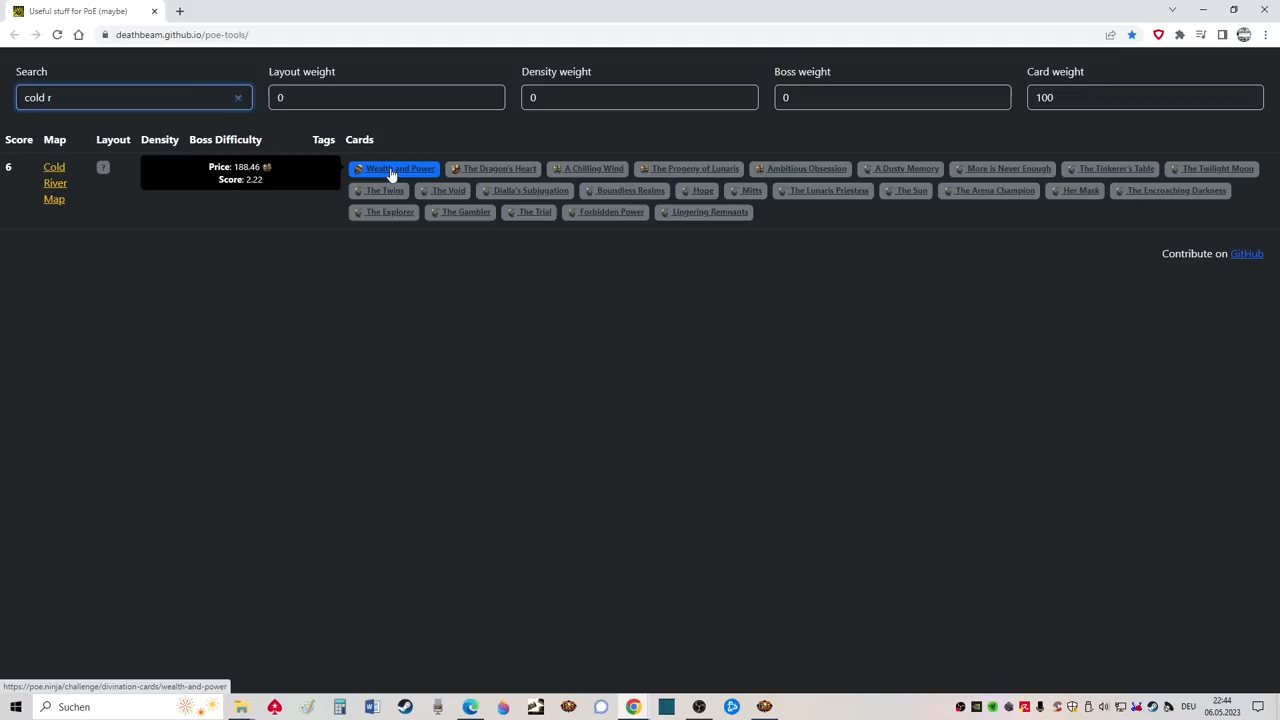 Useful stuff for PoE (maybe)
deathbeam.github.io/poe-tools/
Search
Layout weight
Density weight
Boss weight
Card weight
cold r
0
0
0
100
Score Map Layout Density Boss Difficulty Tags Cards
6
Cold
River
Map
?
Price: 188.46
Score: 2.22
Wealth and Power The Dragon's Heart A Chilling Wind The Progeny of Lunaris Ambitious Obsession A Dusty Memory More is Never Enough The Tinkerer's Table The Twilight Moon
The Twins The Void Dialla's Subjugation Boundless Realms Hope Mitts The Lunaris Priestess The Sun The Arena Champion Her Mask The Encroaching Darkness
The Explorer The Gambler The Trial Forbidden Power Lingering Remnants
Contribute on GitHub
https://poe.ninja/challenge/divination-cards/wealth-and-power
Suchen
DEU
22:44
06.05.2023